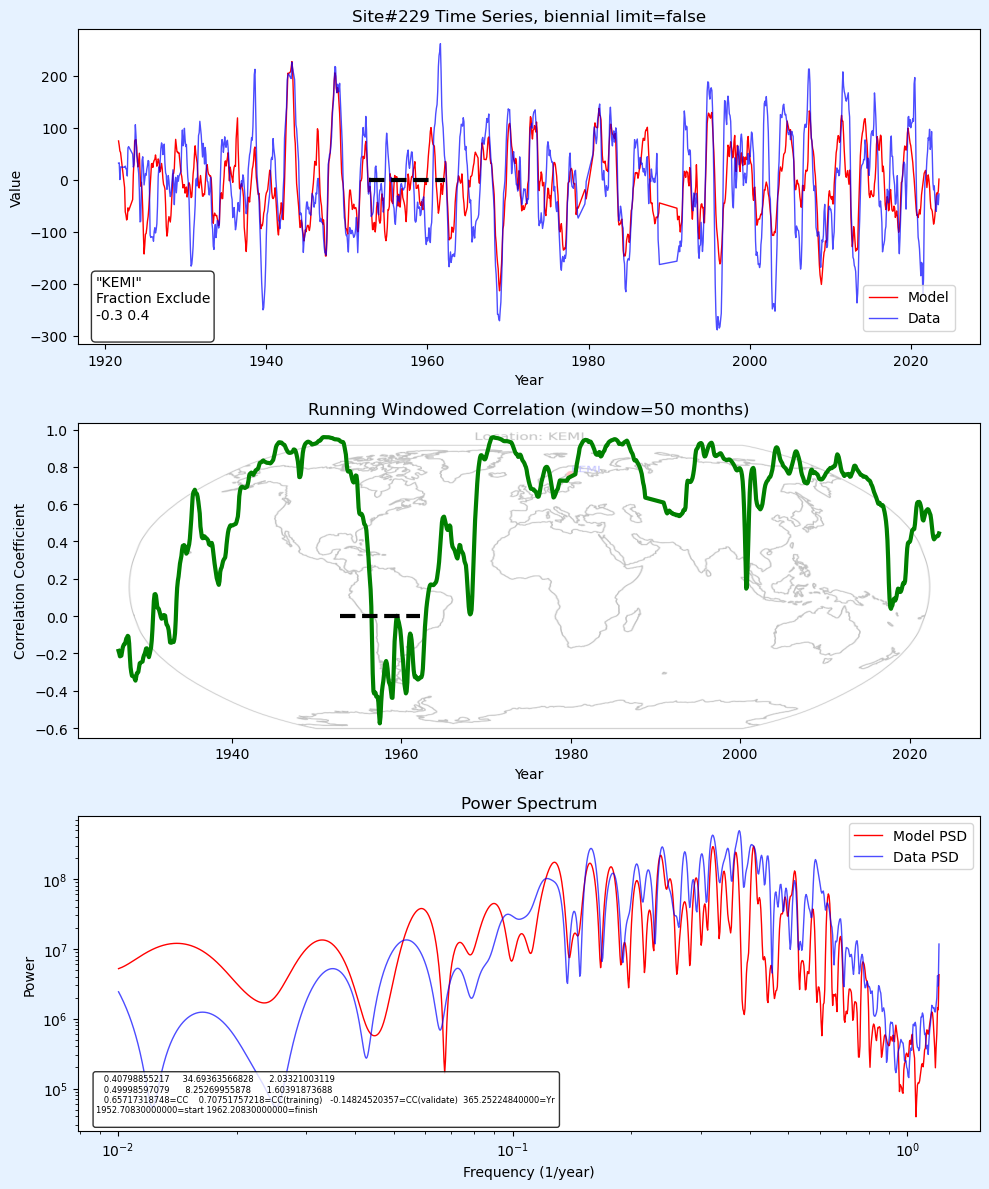 Site#229 Time Series, biennial limit=false
Value
200
100
0
−100
−200
−300
"KEMI"
Fraction Exclude
-0.3 0.4
Model
Data
1920
1940
1960
1980
2000
2020
Year
Running Windowed Correlation (window=50 months)
Location: KEMI
Correlation Coefficient
1.0
0.8
0.6
0.4
0.2
0.0
−0.2
−0.4
−0.6
1940
1960
1980
2000
2020
Year
Power Spectrum
Model PSD
Data PSD
Power
10^8
10^7
10^6
10^5
0.40798855217 34.69363566828 2.03321003119
0.49998597079 8.25269955878 1.60391873688
0.65717318748=CC 0.70751757218=CC(training) -0.14824520357=CC(validate) 365.25224840000=Yr
1952.70830000000=start 1962.20830000000=finish
10^−2
10^−1
10^0
Frequency (1/year)